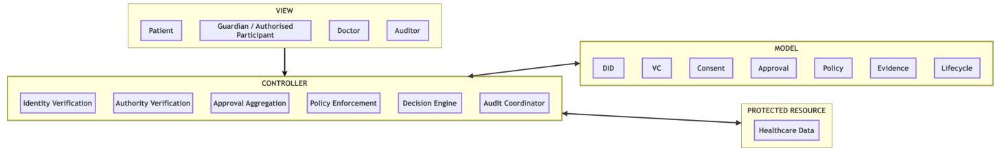 VIEW
Patient
Guardian / Authorised
Participant
Doctor
Auditor
MODEL
DID
VC
Consent
Approval
Policy
Evidence
Lifecycle
CONTROLLER
Identity Verification
Authority Verification
Approval Aggregation
Policy Enforcement
Decision Engine
Audit Coordinator
PROTECTED RESOURCE
Healthcare Data